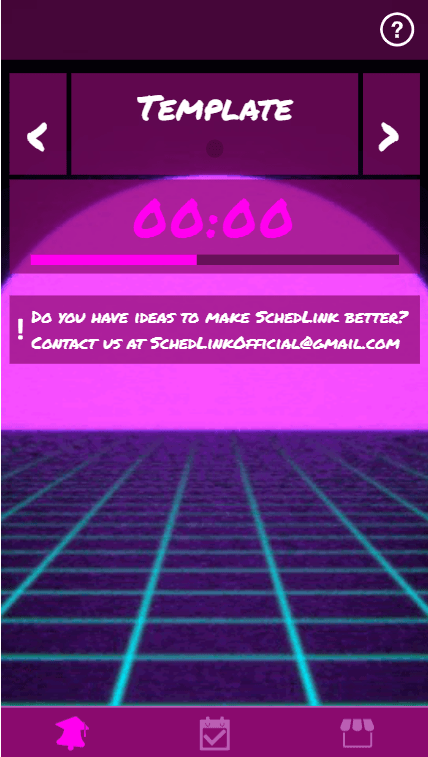 ?
< Template >
00:00
! Do you have ideas to make SchedLink better?
Contact us at SchedLinkOfficial@gmail.com